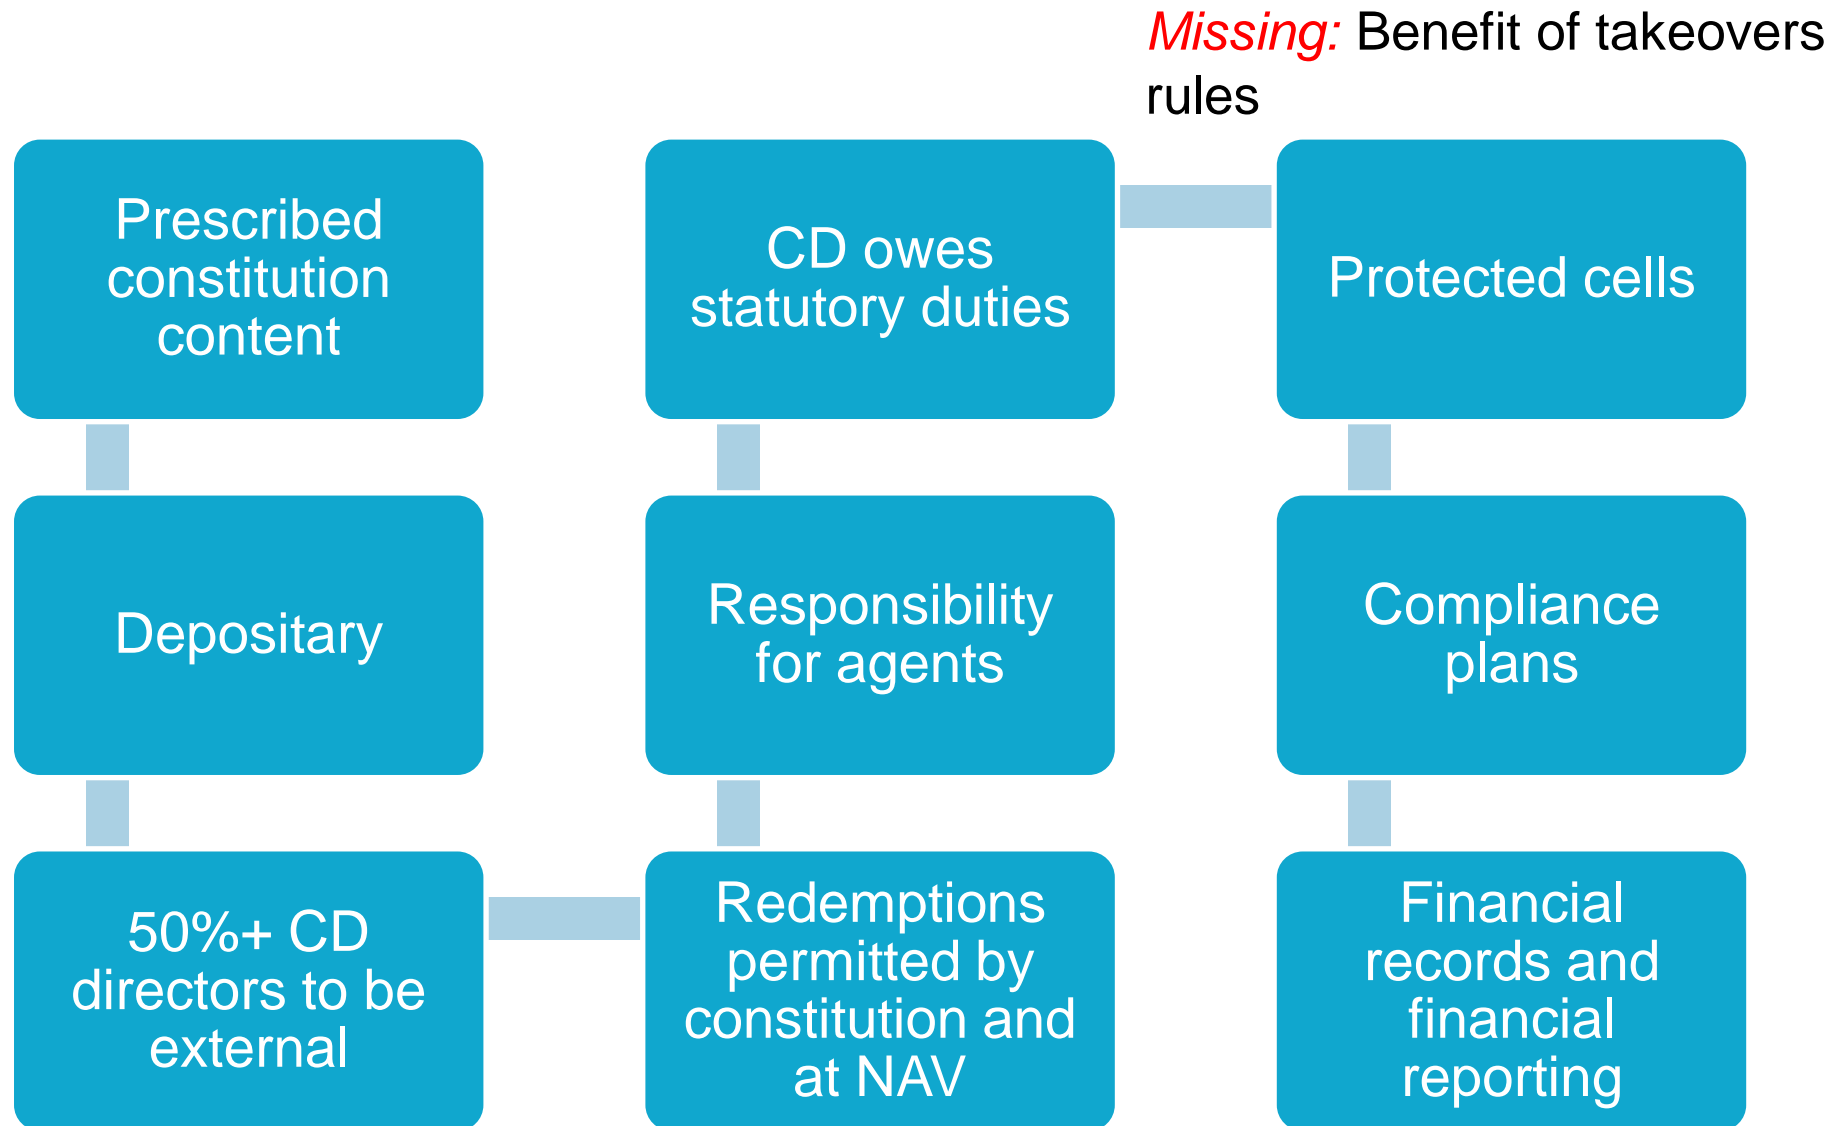 Missing: Benefit of takeovers
rules
Prescribed
constitution
content
Depositary
50%+ CD
directors to be
external
Redemptions
permitted by
constitution and
at NAV
Responsibility
for agents
CD owes
statutory duties
Protected cells
Compliance
plans
Financial
records and
financial
reporting